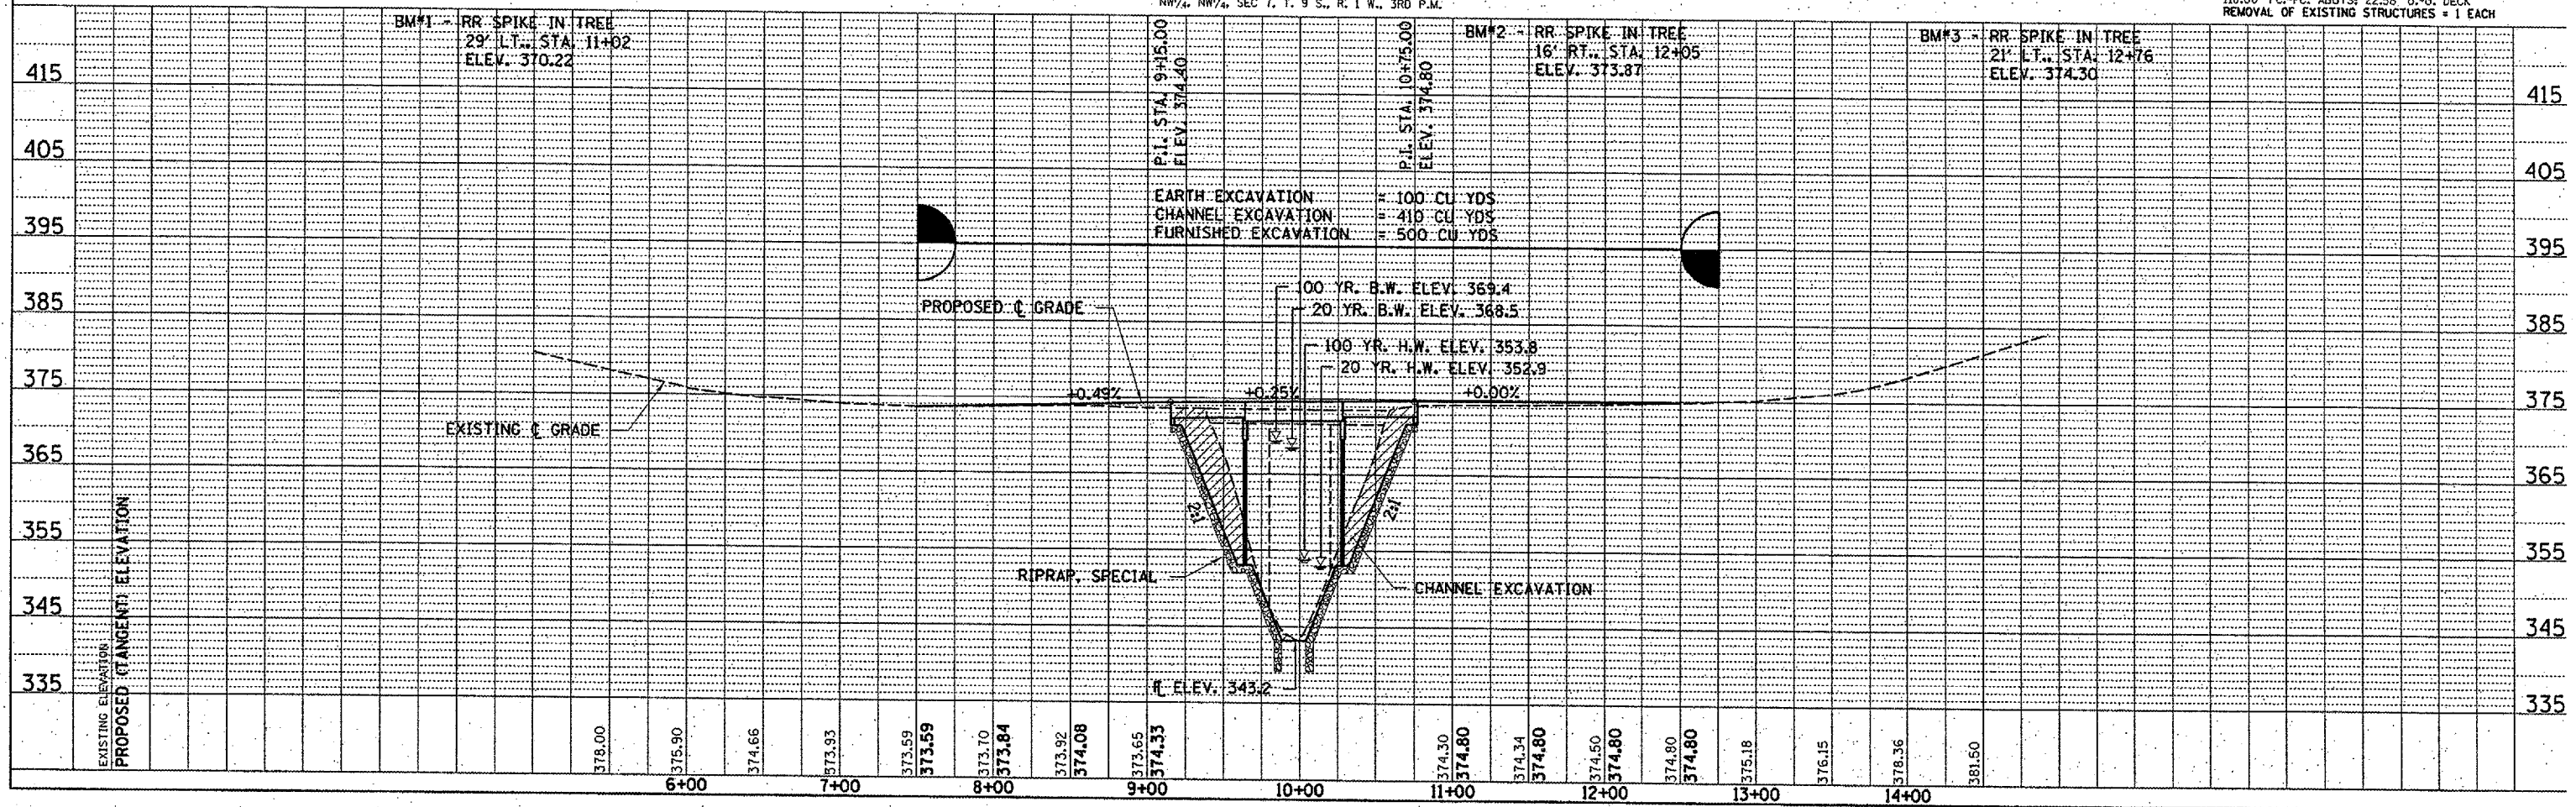 NW1/4, NW1/4, SEC 7, T. 9 S., R. 1 W., 3RD P.M.
REMOVAL OF EXISTING STRUCTURES = 1 EACH
BM#1 - RR SPIKE IN TREE
29' LT., STA. 11+02
ELEV. 370.22
P.I. STA. 9+15.00
ELEV. 374.40
P.I. STA. 10+75.00
ELEV. 374.80
BM#2 - RR SPIKE IN TREE
16' RT., STA. 12+05
ELEV. 373.87
BM#3 - RR SPIKE IN TREE
21' LT., STA. 12+76
ELEV. 374.30
415 415
405 405
EARTH EXCAVATION = 100 CU YDS
CHANNEL EXCAVATION = 410 CU YDS
FURNISHED EXCAVATION = 500 CU YDS
395 395
100 YR. B.W. ELEV. 369.4
20 YR. B.W. ELEV. 368.5
385 385
PROPOSED ℄ GRADE
100 YR. H.W. ELEV. 353.8
20 YR. H.W. ELEV. 352.9
375 375
+0.49% +0.25% +0.00%
EXISTING ℄ GRADE
365 365
2:1 2:1
355 355
RIPRAP, SPECIAL
CHANNEL EXCAVATION
345 345
FL ELEV. 343.2
335 335
EXISTING ELEVATION
PROPOSED (TANGENT) ELEVATION
378.00
375.90
374.66
373.93
373.59
373.59
373.70
373.84
373.92
374.08
373.65
374.33
374.30
374.80
374.34
374.80
374.50
374.80
374.80
374.80
375.18
376.15
378.36
381.50
6+00 7+00 8+00 9+00 10+00 11+00 12+00 13+00 14+00